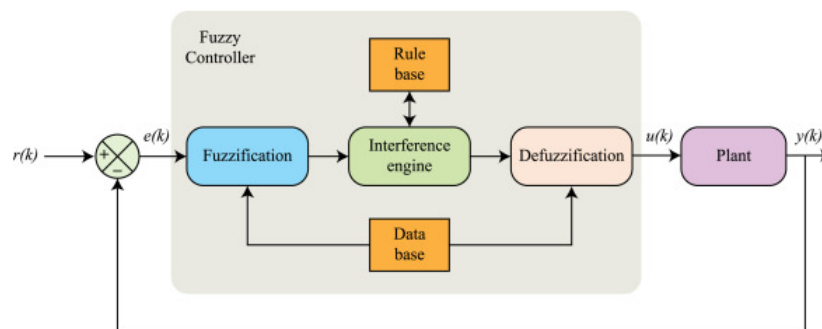 Fuzzy
Controller
Rule
base
r(k)
+
−
e(k)
Fuzzification
Interference
engine
Defuzzification
u(k)
Plant
y(k)
Data
base